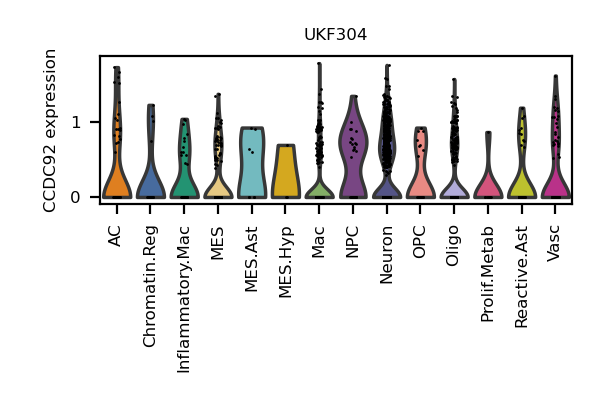 UKF304
CCDC92 expression
1
0
AC
Chromatin.Reg
Inflammatory.Mac
MES
MES.Ast
MES.Hyp
Mac
NPC
Neuron
OPC
Oligo
Prolif.Metab
Reactive.Ast
Vasc